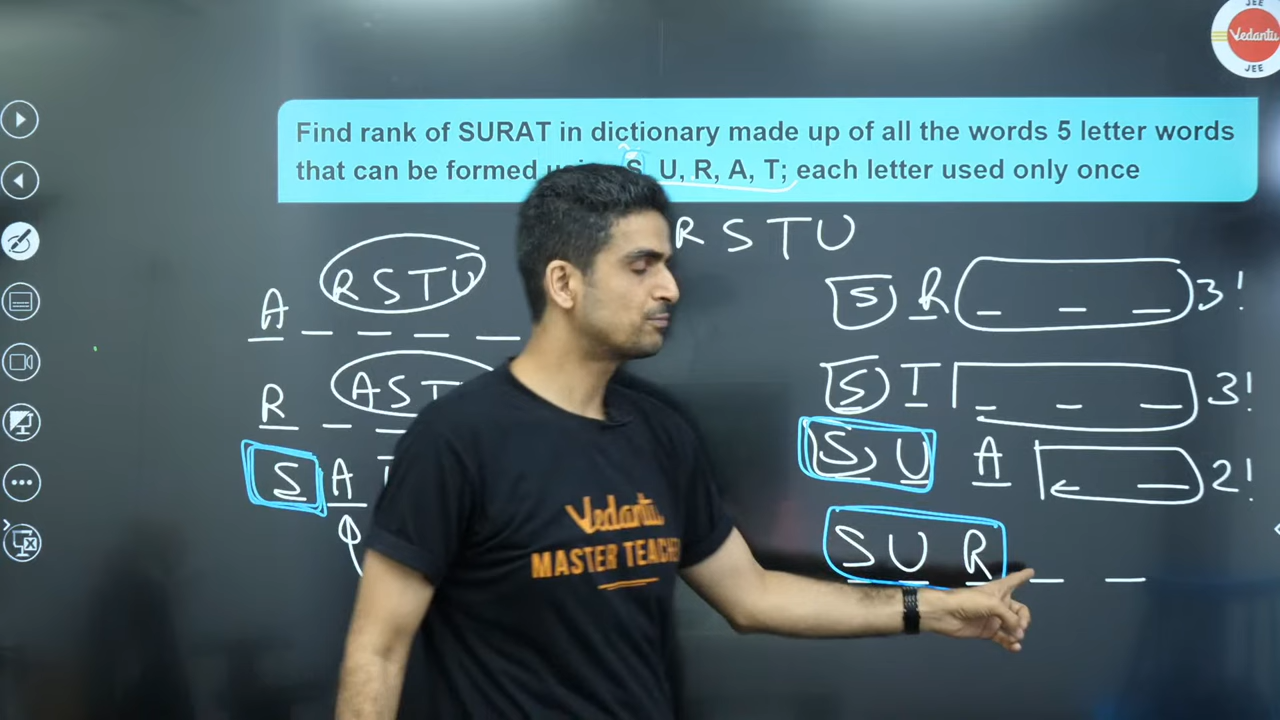 JEE
Vedantu
JEE
Find rank of SURAT in dictionary made up of all the words 5 letter words
that can be formed S, U, R, A, T; each letter used only once
R S T U
R S T U
A _ _ _ _
S R _ _ _ 3!
A S T
R _ _
S T _ _ _ 3!
S A
S U A _ _ 2!
S U R _ _
Vedantu
MASTER TEACHE